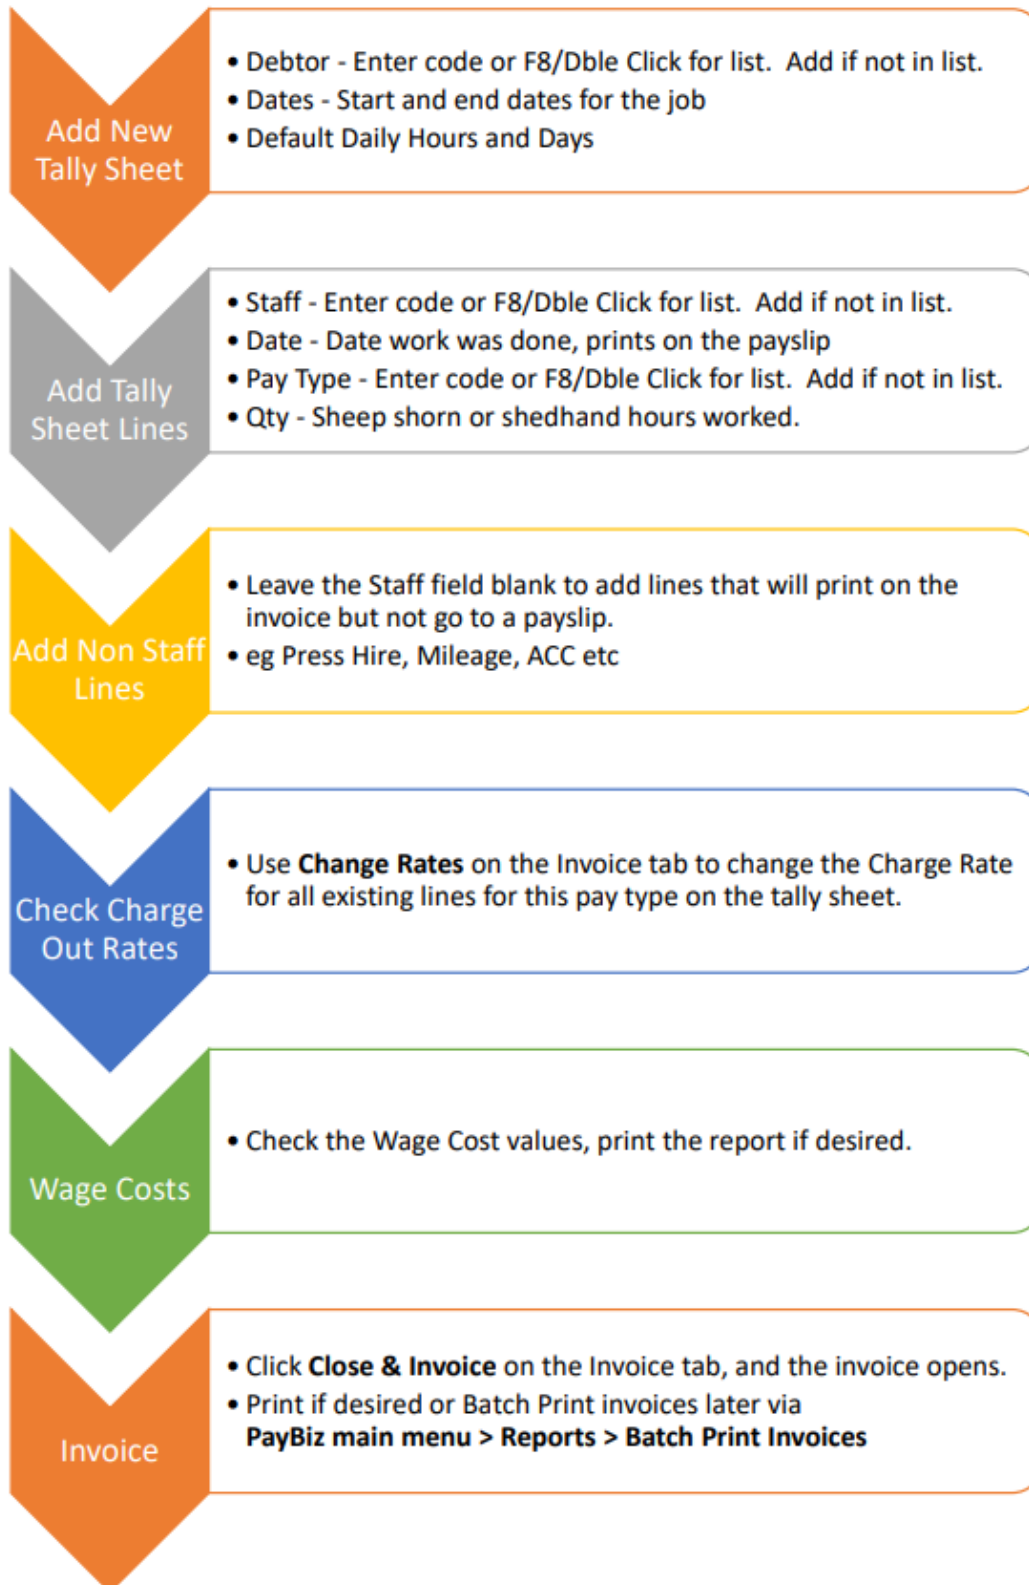 Add New
Tally Sheet
• Debtor - Enter code or F8/Dble Click for list.  Add if not in list.
• Dates - Start and end dates for the job
• Default Daily Hours and Days
Add Tally
Sheet Lines
• Staff - Enter code or F8/Dble Click for list.  Add if not in list.
• Date - Date work was done, prints on the payslip
• Pay Type - Enter code or F8/Dble Click for list.  Add if not in list.
• Qty - Sheep shorn or shedhand hours worked.
Add Non Staff
Lines
• Leave the Staff field blank to add lines that will print on the
invoice but not go to a payslip.
• eg Press Hire, Mileage, ACC etc
Check Charge
Out Rates
• Use Change Rates on the Invoice tab to change the Charge Rate
for all existing lines for this pay type on the tally sheet.
Wage Costs
• Check the Wage Cost values, print the report if desired.
Invoice
• Click Close & Invoice on the Invoice tab, and the invoice opens.
• Print if desired or Batch Print invoices later via
PayBiz main menu > Reports > Batch Print Invoices